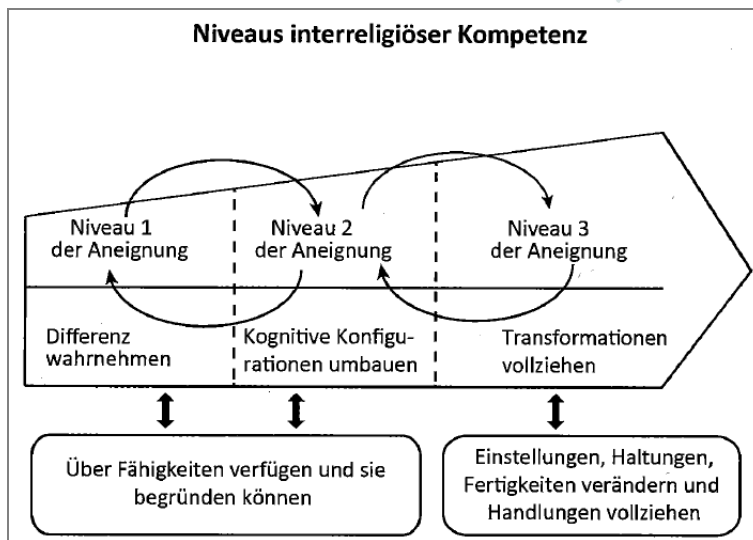 Niveaus interreligiöser Kompetenz
Niveau 1
der Aneignung
Niveau 2
der Aneignung
Niveau 3
der Aneignung
Differenz
wahrnehmen
Kognitive Konfigu-
rationen umbauen
Transformationen
vollziehen
Über Fähigkeiten verfügen und sie
begründen können
Einstellungen, Haltungen,
Fertigkeiten verändern und
Handlungen vollziehen